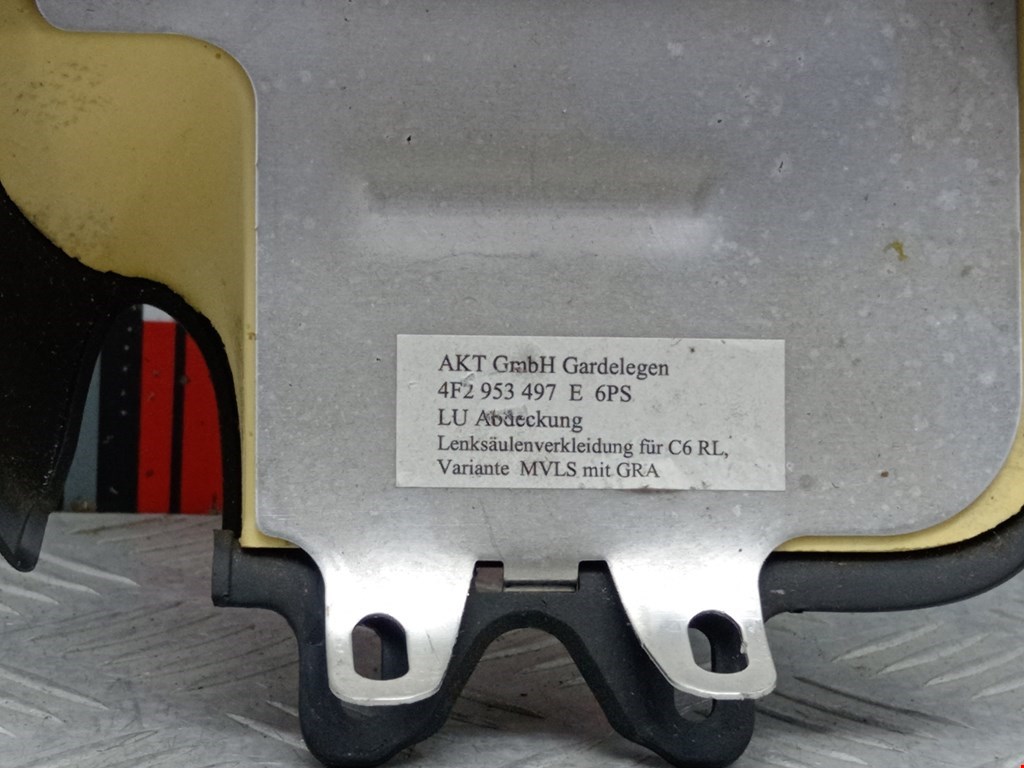 AKT GmbH Gardelegen
4F2 953 497 E 6PS
LU Abdeckung
Lenksäulenverkleidung für C6 RL,
Variante MVLS mit GRA